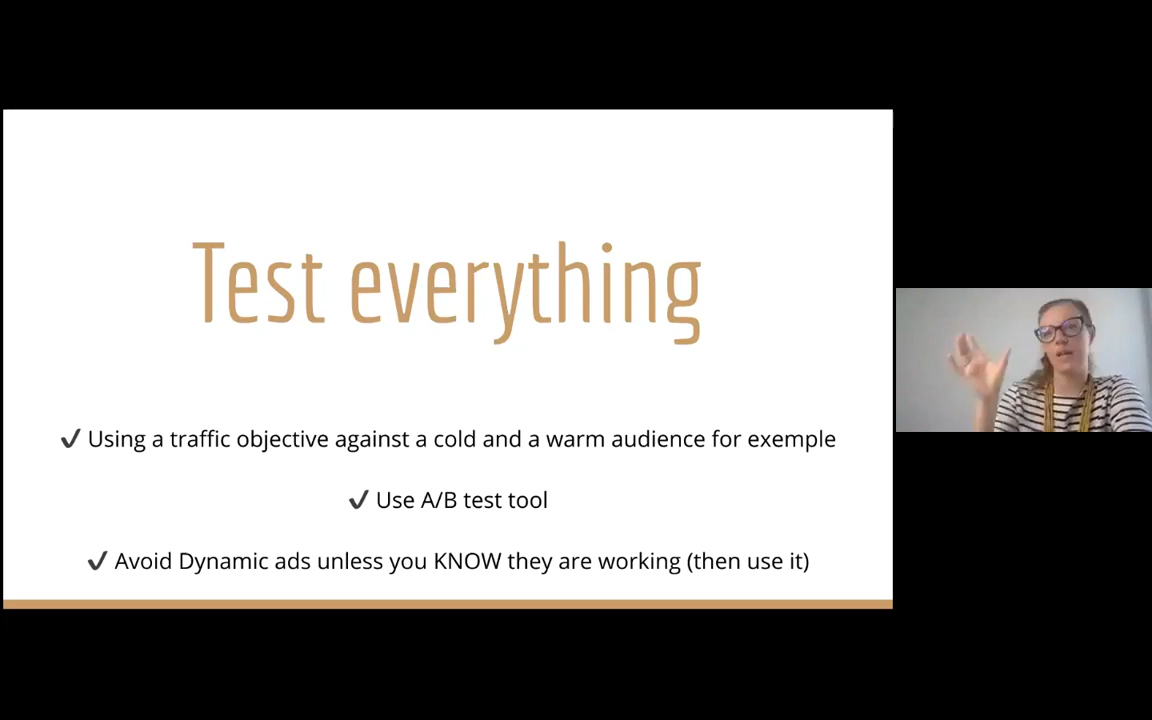 Test everything
✔ Using a traffic objective against a cold and a warm audience for exemple
✔ Use A/B test tool
✔ Avoid Dynamic ads unless you KNOW they are working (then use it)